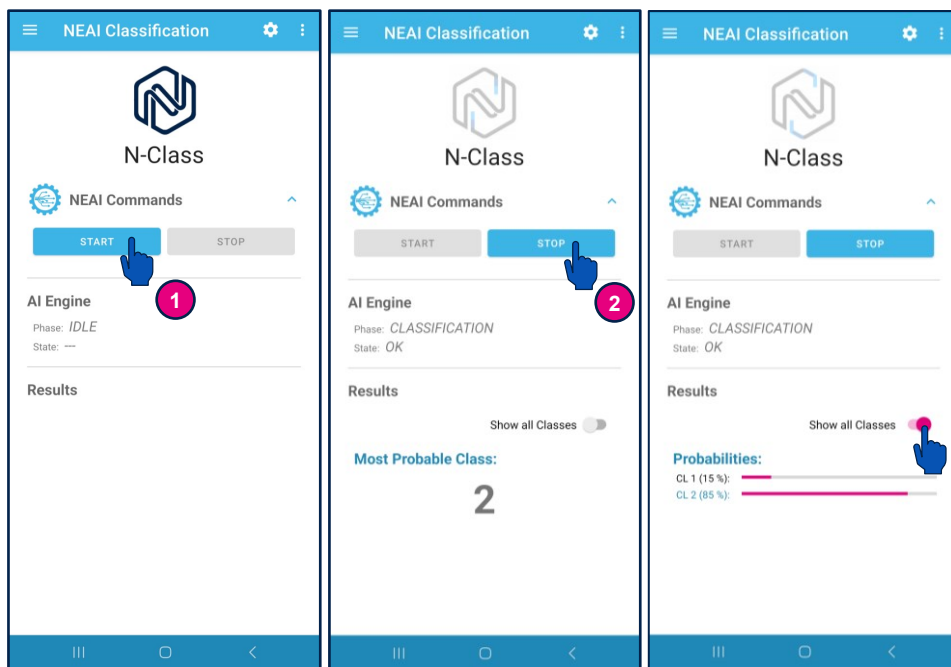 NEAI Classification
N-Class
NEAI Commands
START STOP
1
AI Engine
Phase: IDLE
State: ---
Results
NEAI Classification
N-Class
NEAI Commands
START STOP
2
AI Engine
Phase: CLASSIFICATION
State: OK
Results
Show all Classes
Most Probable Class:
2
NEAI Classification
N-Class
NEAI Commands
START STOP
AI Engine
Phase: CLASSIFICATION
State: OK
Results
Show all Classes
Probabilities:
CL 1 (15 %):
CL 2 (85 %):